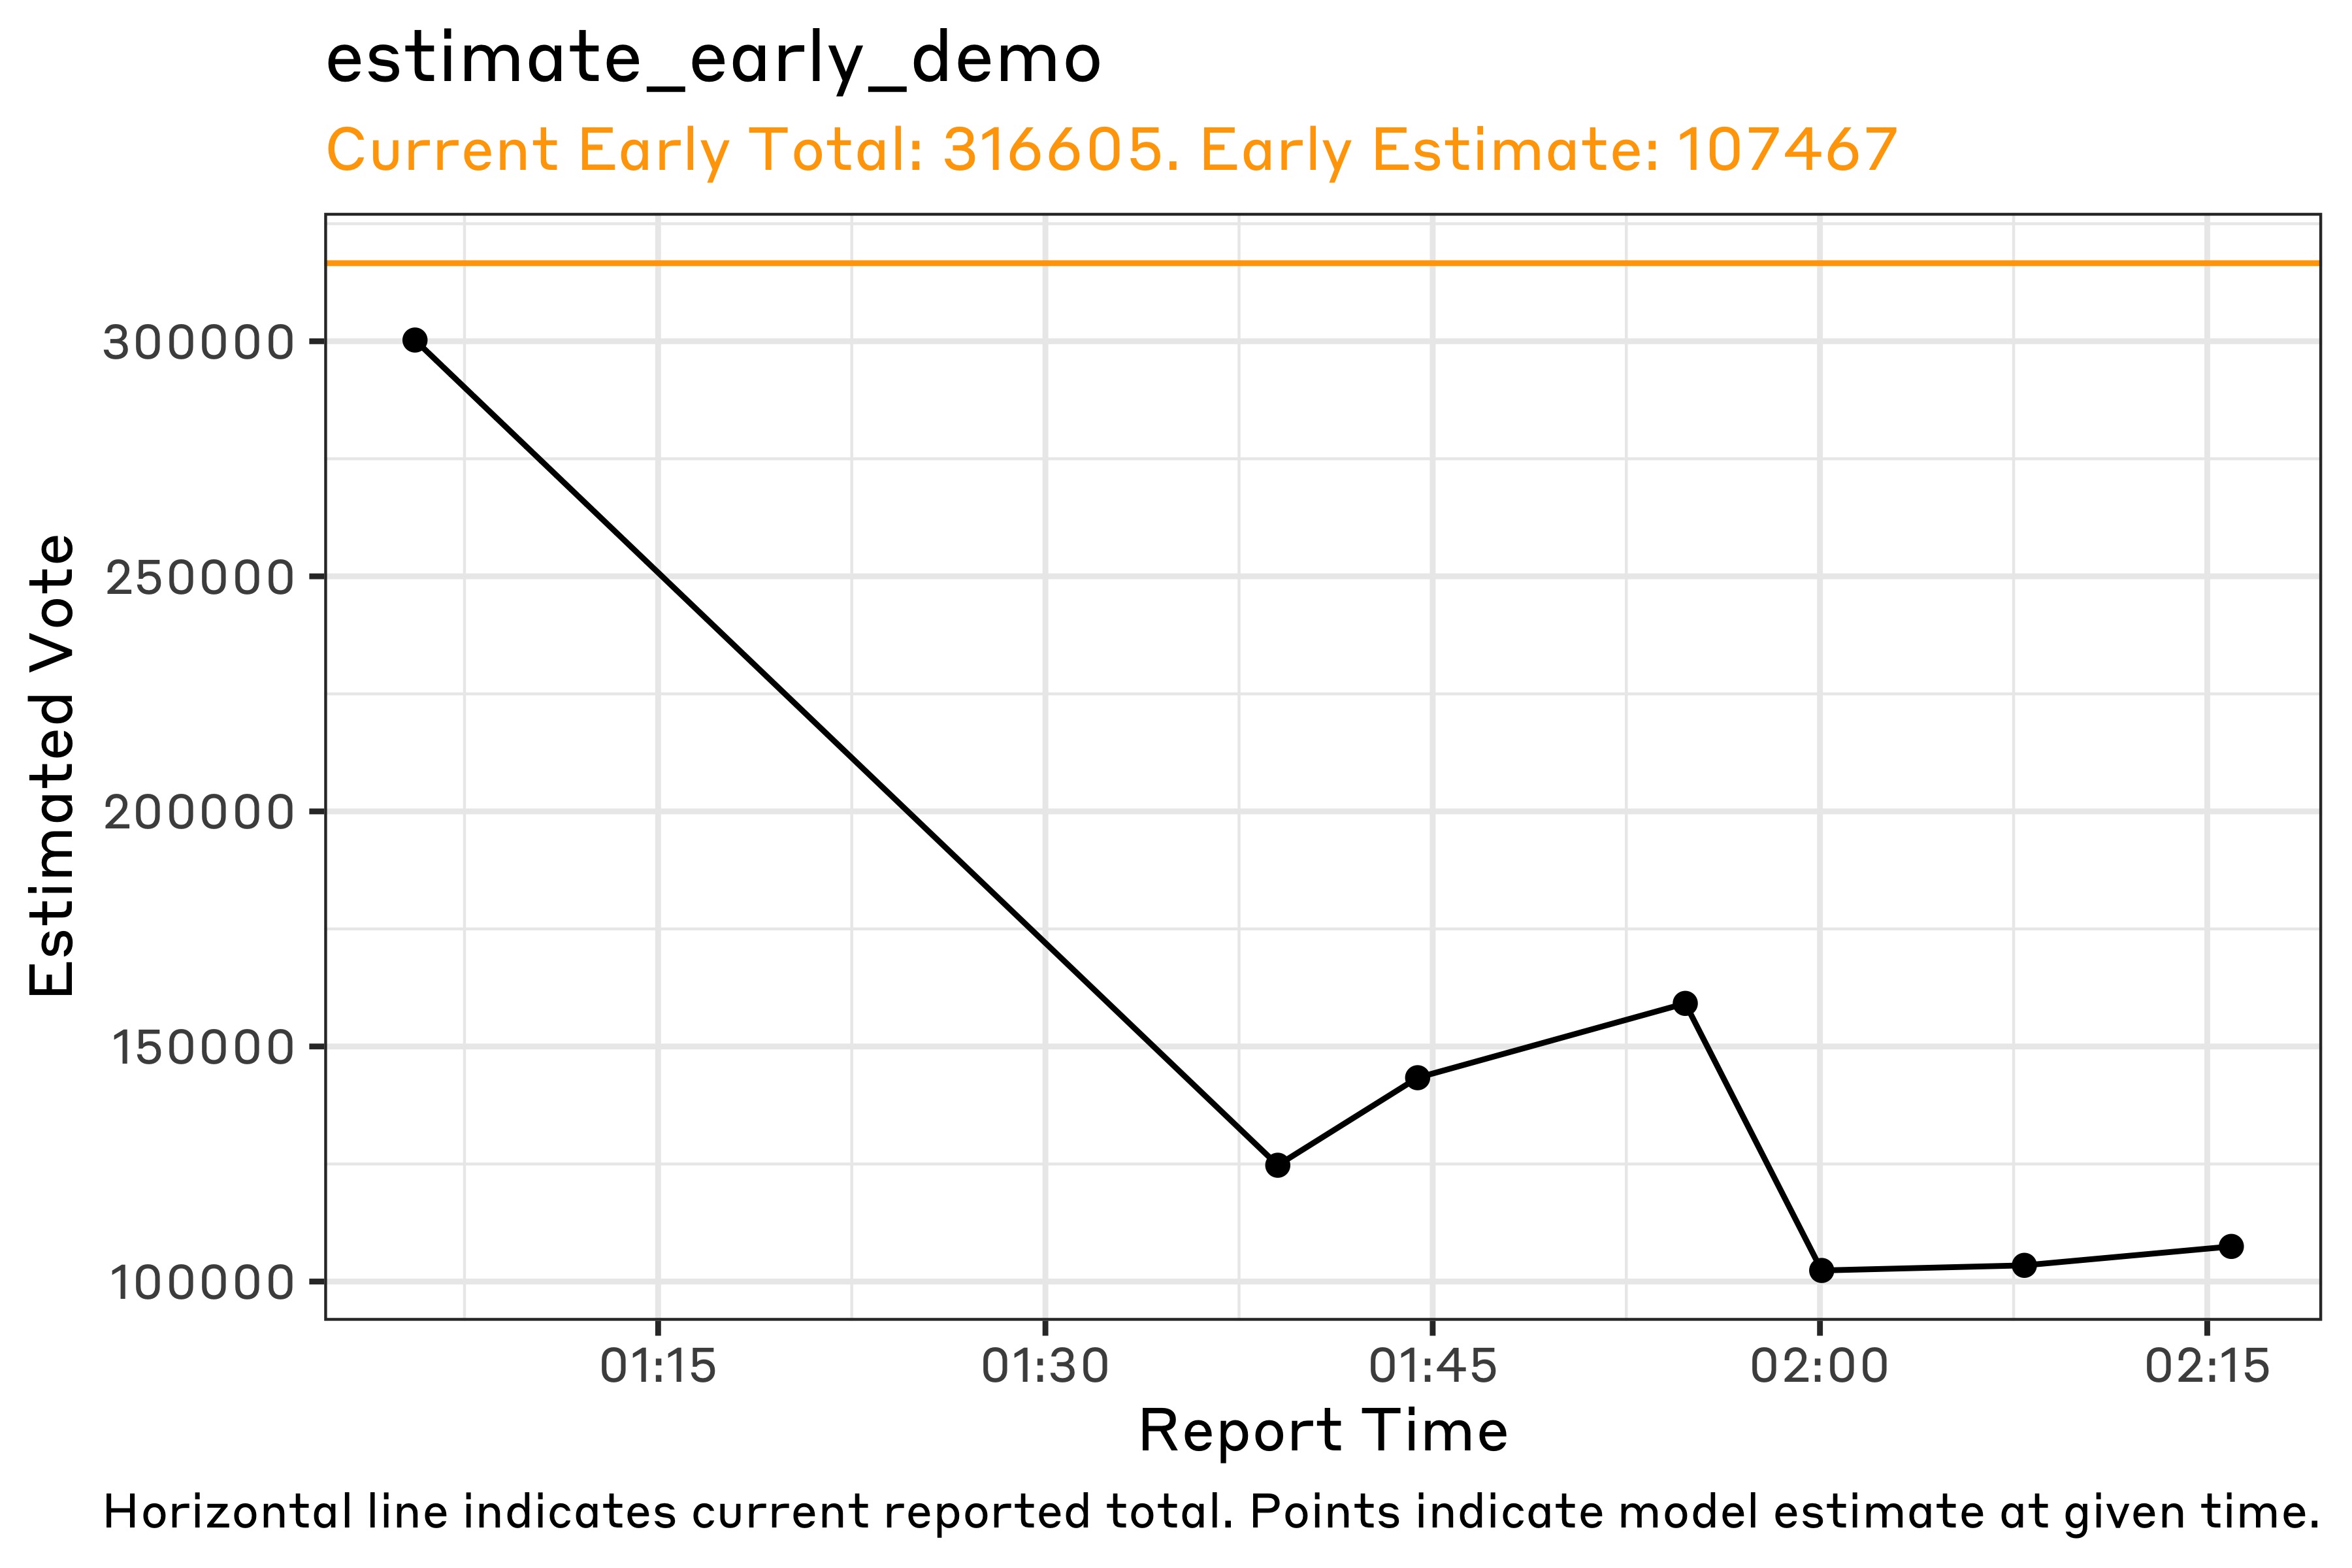 estimate_early_demo
Current Early Total: 316605. Early Estimate: 107467
Estimated Vote
300000
250000
200000
150000
100000
01:15 01:30 01:45 02:00 02:15
Report Time
Horizontal line indicates current reported total. Points indicate model estimate at given time.